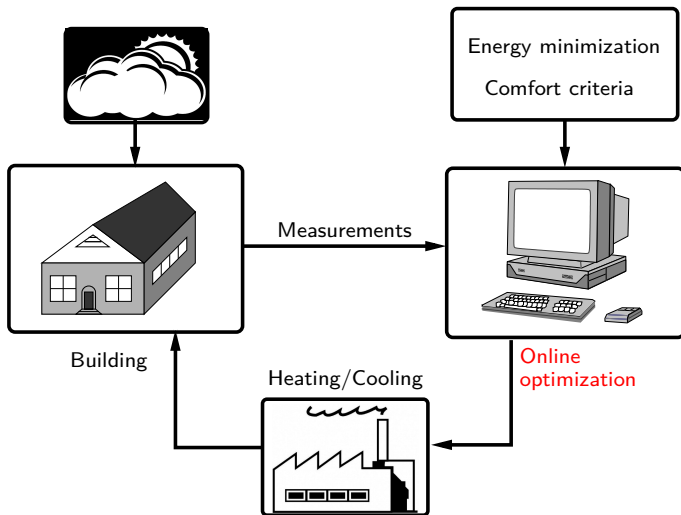 Energy minimization
Comfort criteria
Measurements
Building
Heating/Cooling
Online
optimization